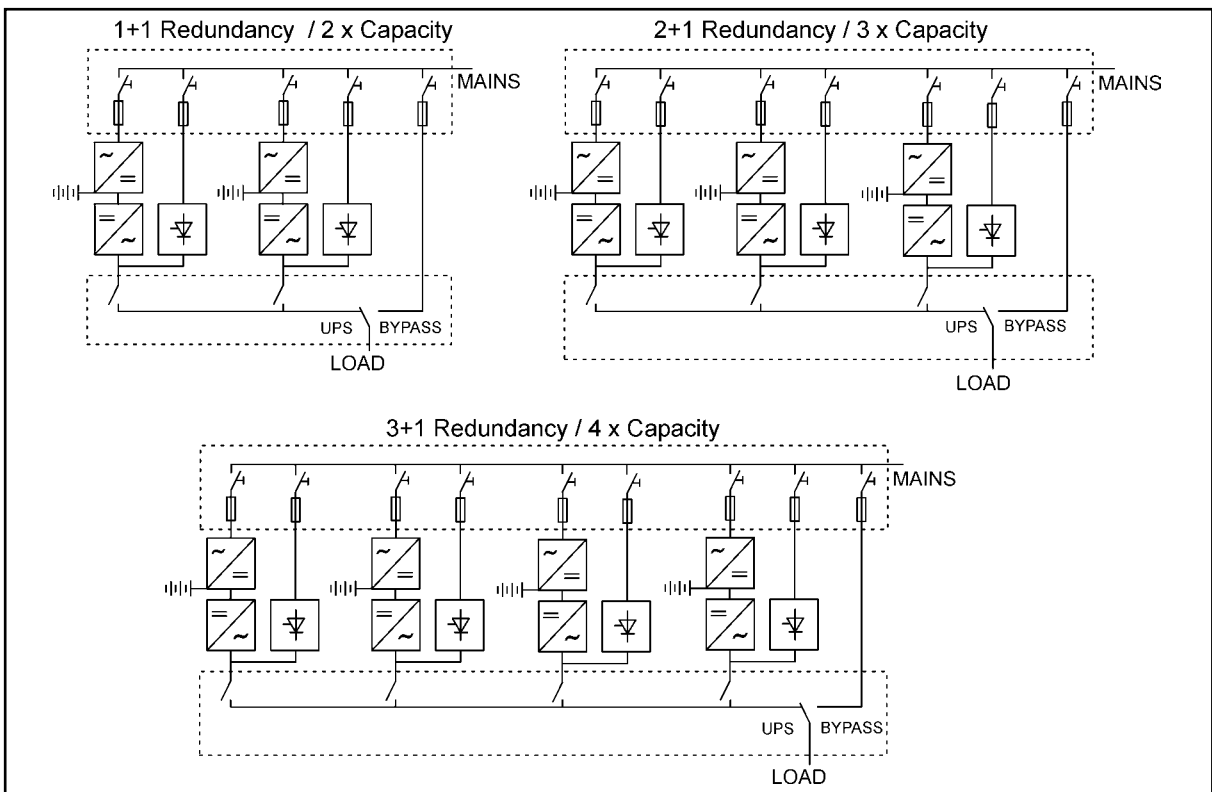 1+1 Redundancy / 2 x Capacity
MAINS
UPS BYPASS
LOAD
2+1 Redundancy / 3 x Capacity
MAINS
UPS BYPASS
LOAD
3+1 Redundancy / 4 x Capacity
MAINS
UPS BYPASS
LOAD